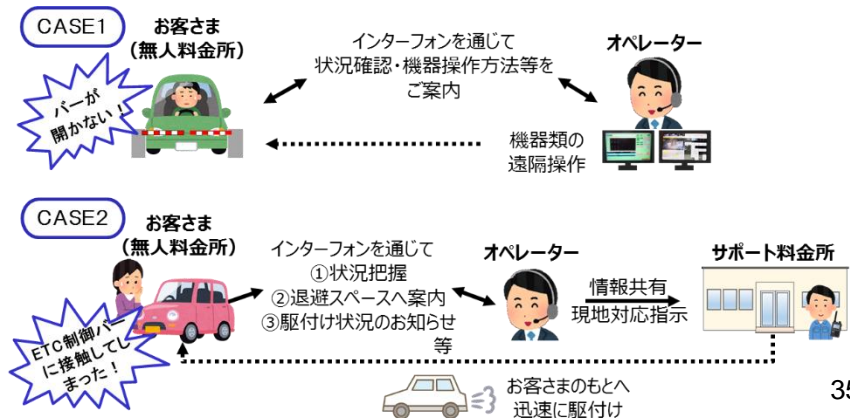 CASE1
お客さま
(無人料金所)
バーが
開かない！
インターフォンを通じて
状況確認・機器操作方法等を
ご案内
オペレーター
機器類の
遠隔操作
CASE2
お客さま
(無人料金所)
ETC制御バー
に接触してし
まった！
インターフォンを通じて
①状況把握
②退避スペースへ案内
③駆付け状況のお知らせ
等
オペレーター
情報共有
現地対応指示
サポート料金所
お客さまのもとへ
迅速に駆付け
35